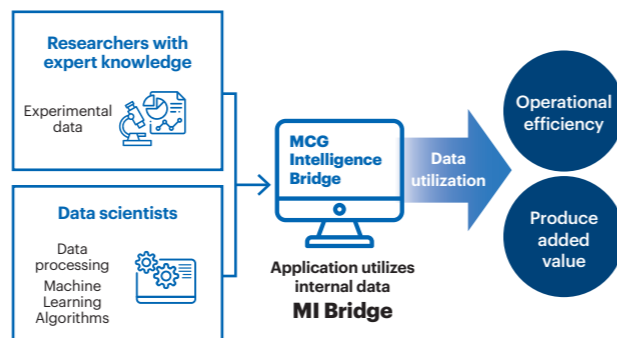 Researchers with
expert knowledge
Experimental
data
Data scientists
Data
processing
Machine
Learning
Algorithms
MCG
Intelligence
Bridge
Application utilizes
internal data
MI Bridge
Data
utilization
Operational
efficiency
Produce
added
value